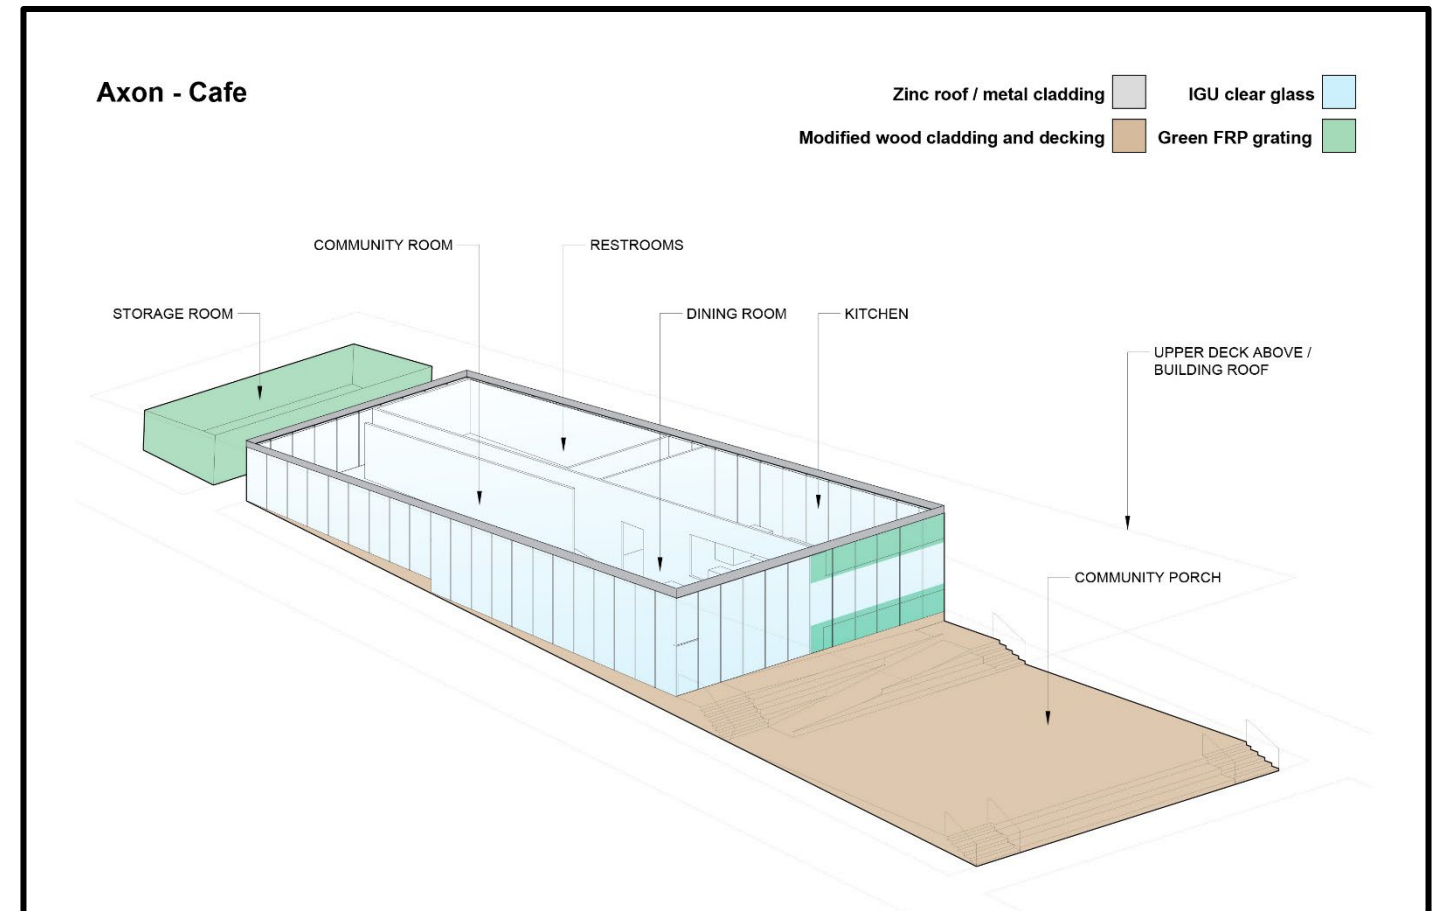 Axon - Cafe
Zinc roof / metal cladding
IGU clear glass
Modified wood cladding and decking
Green FRP grating
COMMUNITY ROOM
RESTROOMS
STORAGE ROOM
DINING ROOM
KITCHEN
UPPER DECK ABOVE /
BUILDING ROOF
COMMUNITY PORCH